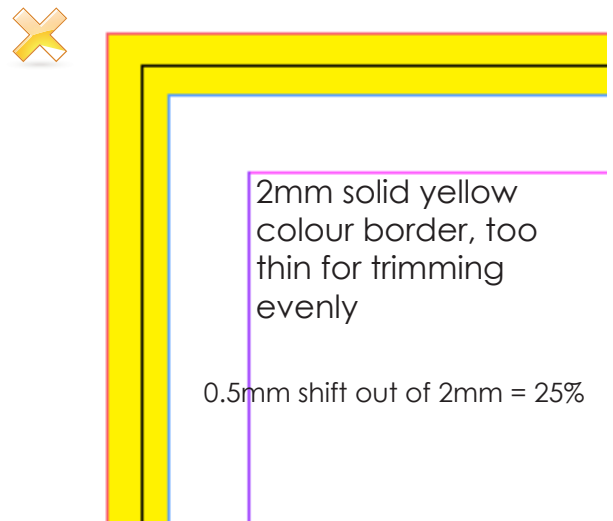 2mm solid yellow
colour border, too
thin for trimming
evenly
0.5mm shift out of 2mm = 25%